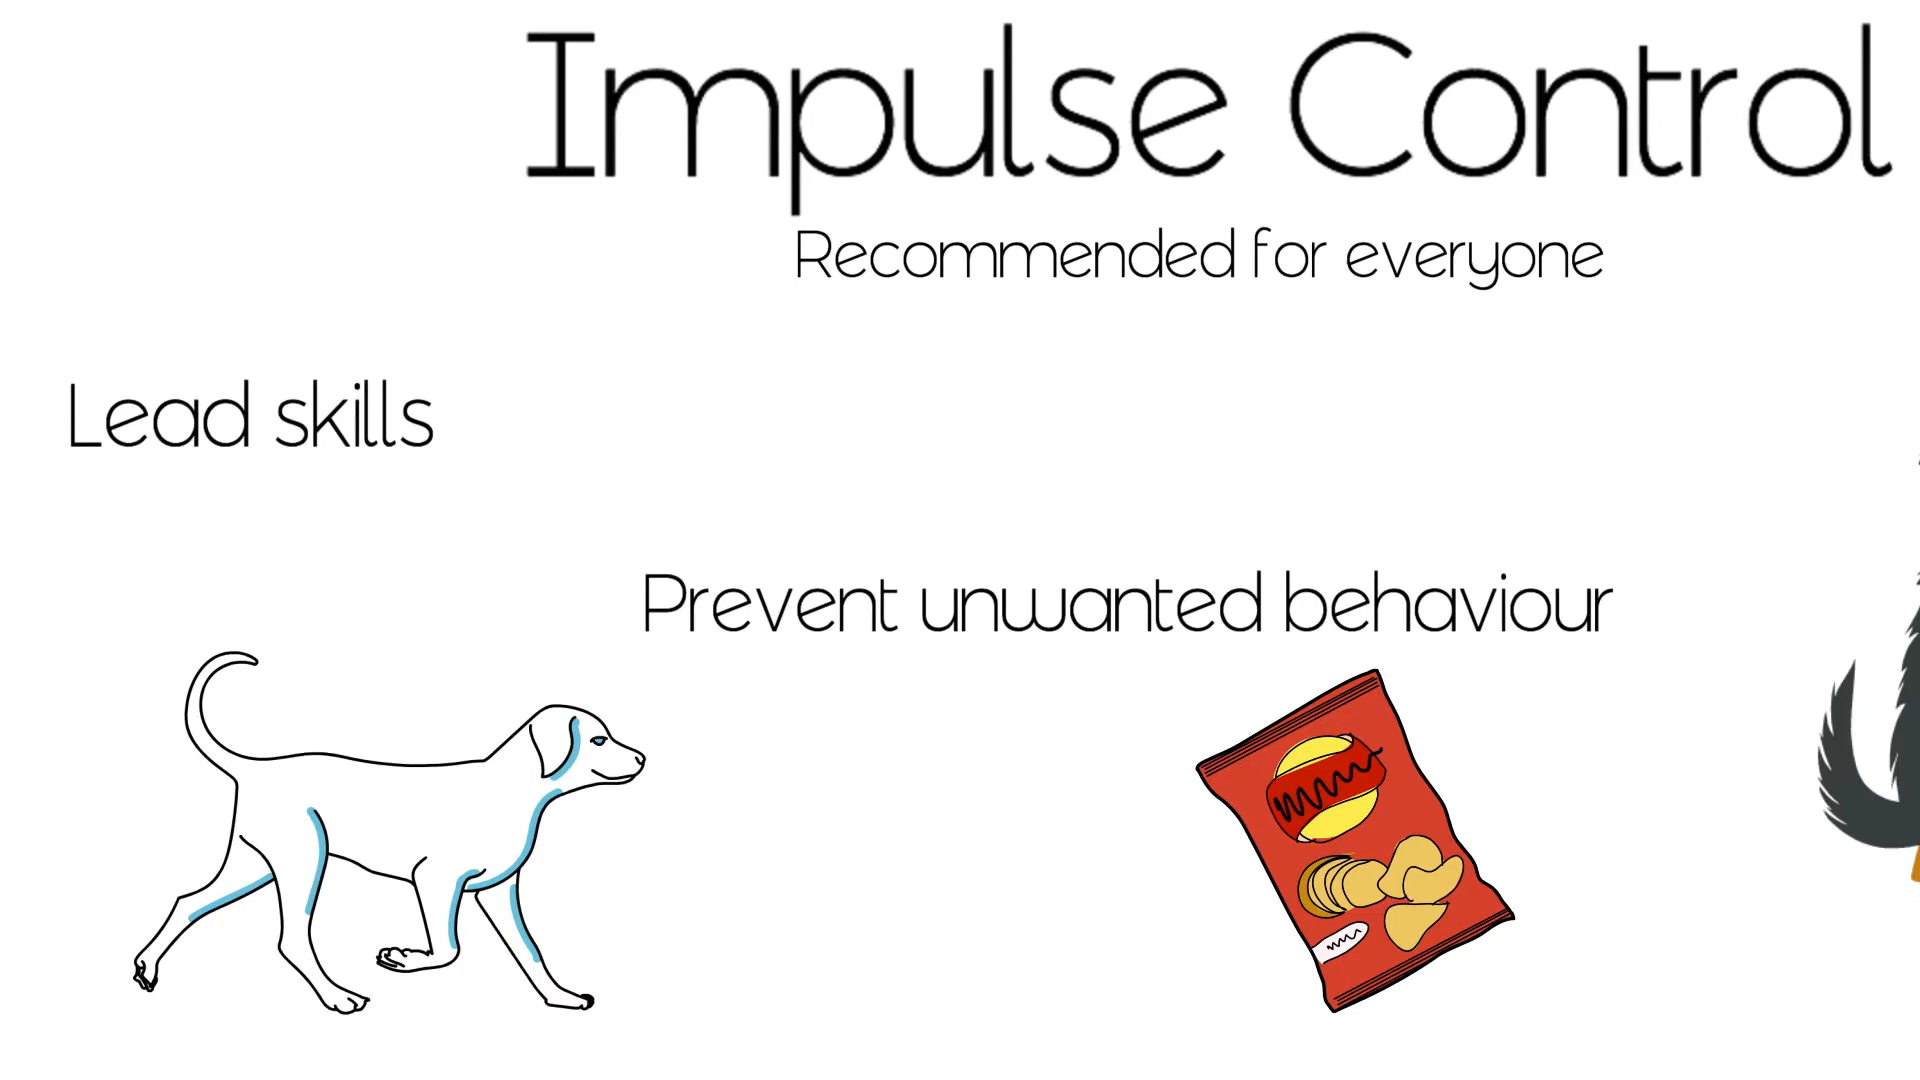 Impulse Control
Recommended for everyone
Lead skills
Prevent unwanted behaviour